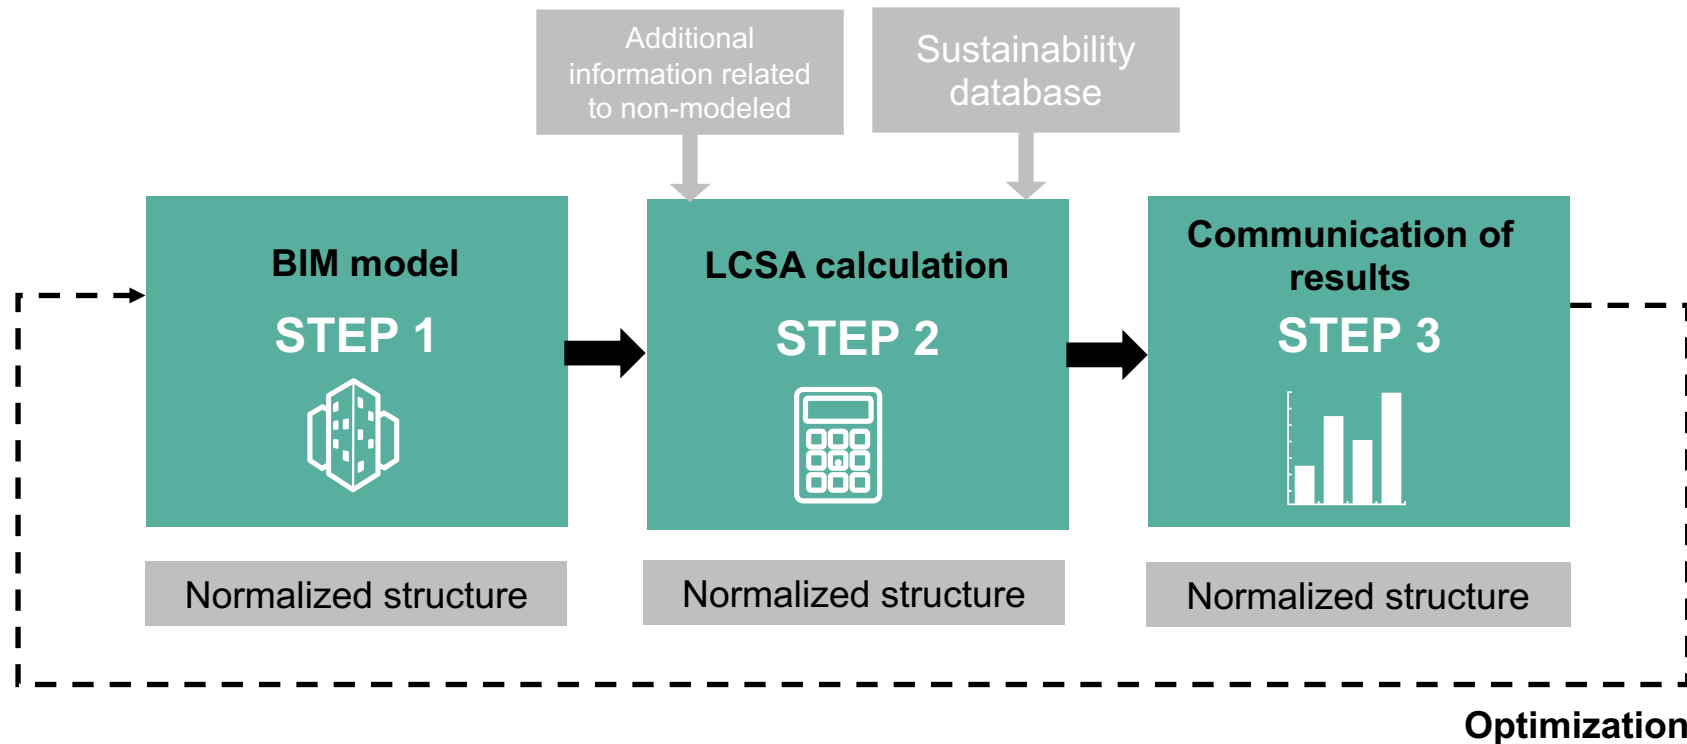 Additional
information related
to non-modeled
Sustainability
database
BIM model
STEP 1
LCSA calculation
STEP 2
Communication of
results
STEP 3
Normalized structure
Normalized structure
Normalized structure
Optimization